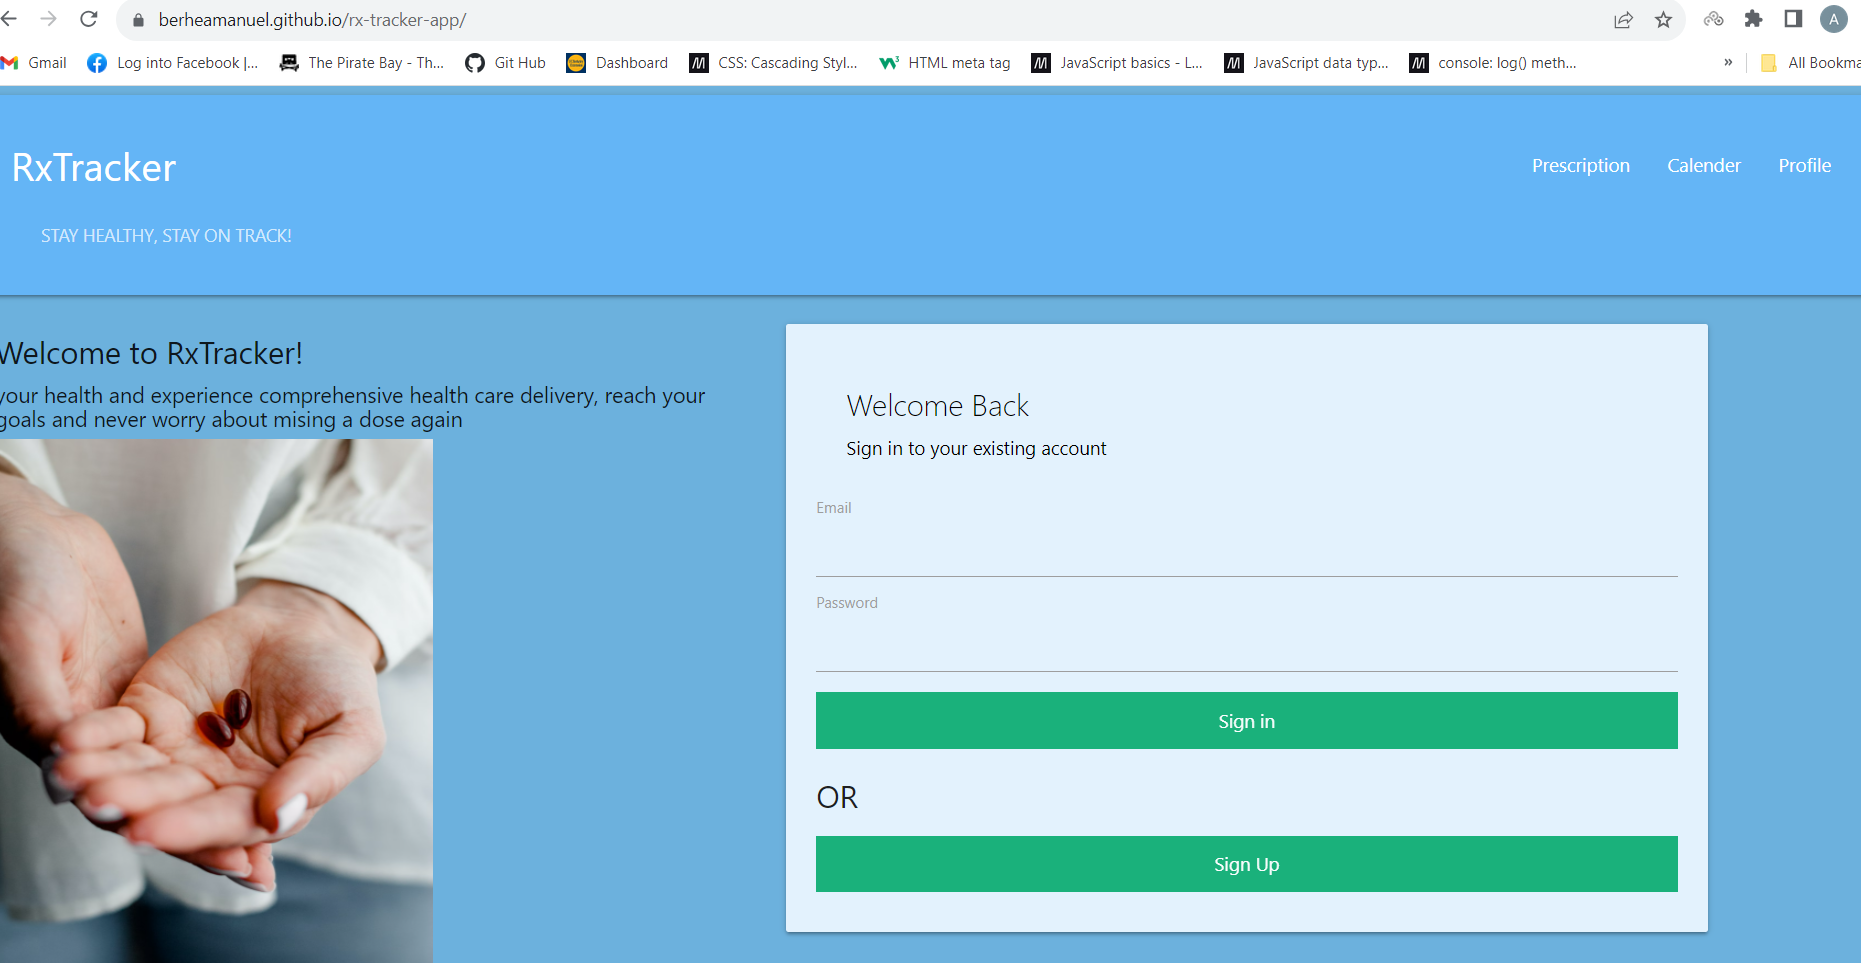 berheamanuel.github.io/rx-tracker-app/
A
Gmail
Log into Facebook |...
The Pirate Bay - Th...
Git Hub
Dashboard
CSS: Cascading Styl...
HTML meta tag
JavaScript basics - L...
JavaScript data typ...
console: log() meth...
»
All Bookma
RxTracker
Prescription
Calender
Profile
STAY HEALTHY, STAY ON TRACK!
Welcome to RxTracker!
your health and experience comprehensive health care delivery, reach your
goals and never worry about mising a dose again
Welcome Back
Sign in to your existing account
Email
Password
Sign in
OR
Sign Up